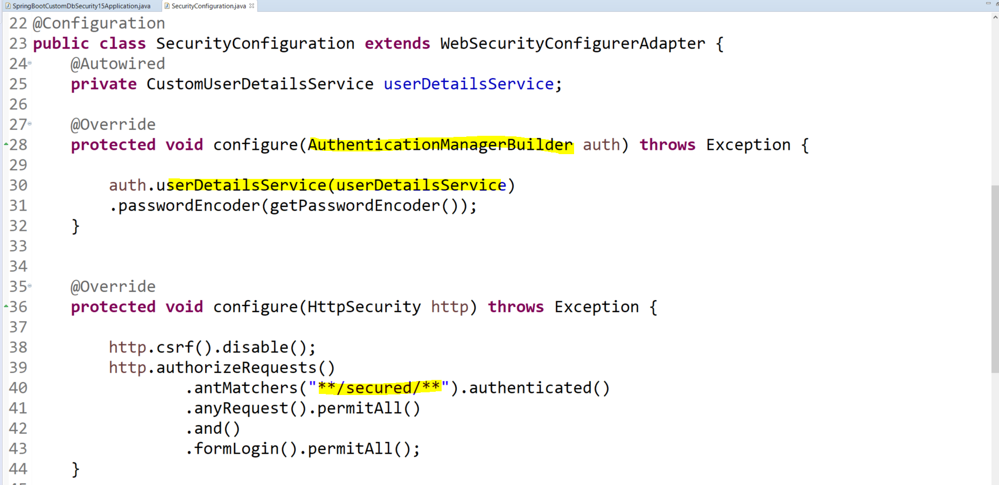 SpringBootCustomDbSecurity15Application.java SecurityConfiguration.java
22 @Configuration
23 public class SecurityConfiguration extends WebSecurityConfigurerAdapter {
24 @Autowired
25 private CustomUserDetailsService userDetailsService;
26
27 @Override
28 protected void configure(AuthenticationManagerBuilder auth) throws Exception {
29
30 auth.userDetailsService(userDetailsService)
31 .passwordEncoder(getPasswordEncoder());
32 }
33
34
35 @Override
36 protected void configure(HttpSecurity http) throws Exception {
37
38 http.csrf().disable();
39 http.authorizeRequests()
40 .antMatchers("**/secured/**").authenticated()
41 .anyRequest().permitAll()
42 .and()
43 .formLogin().permitAll();
44 }